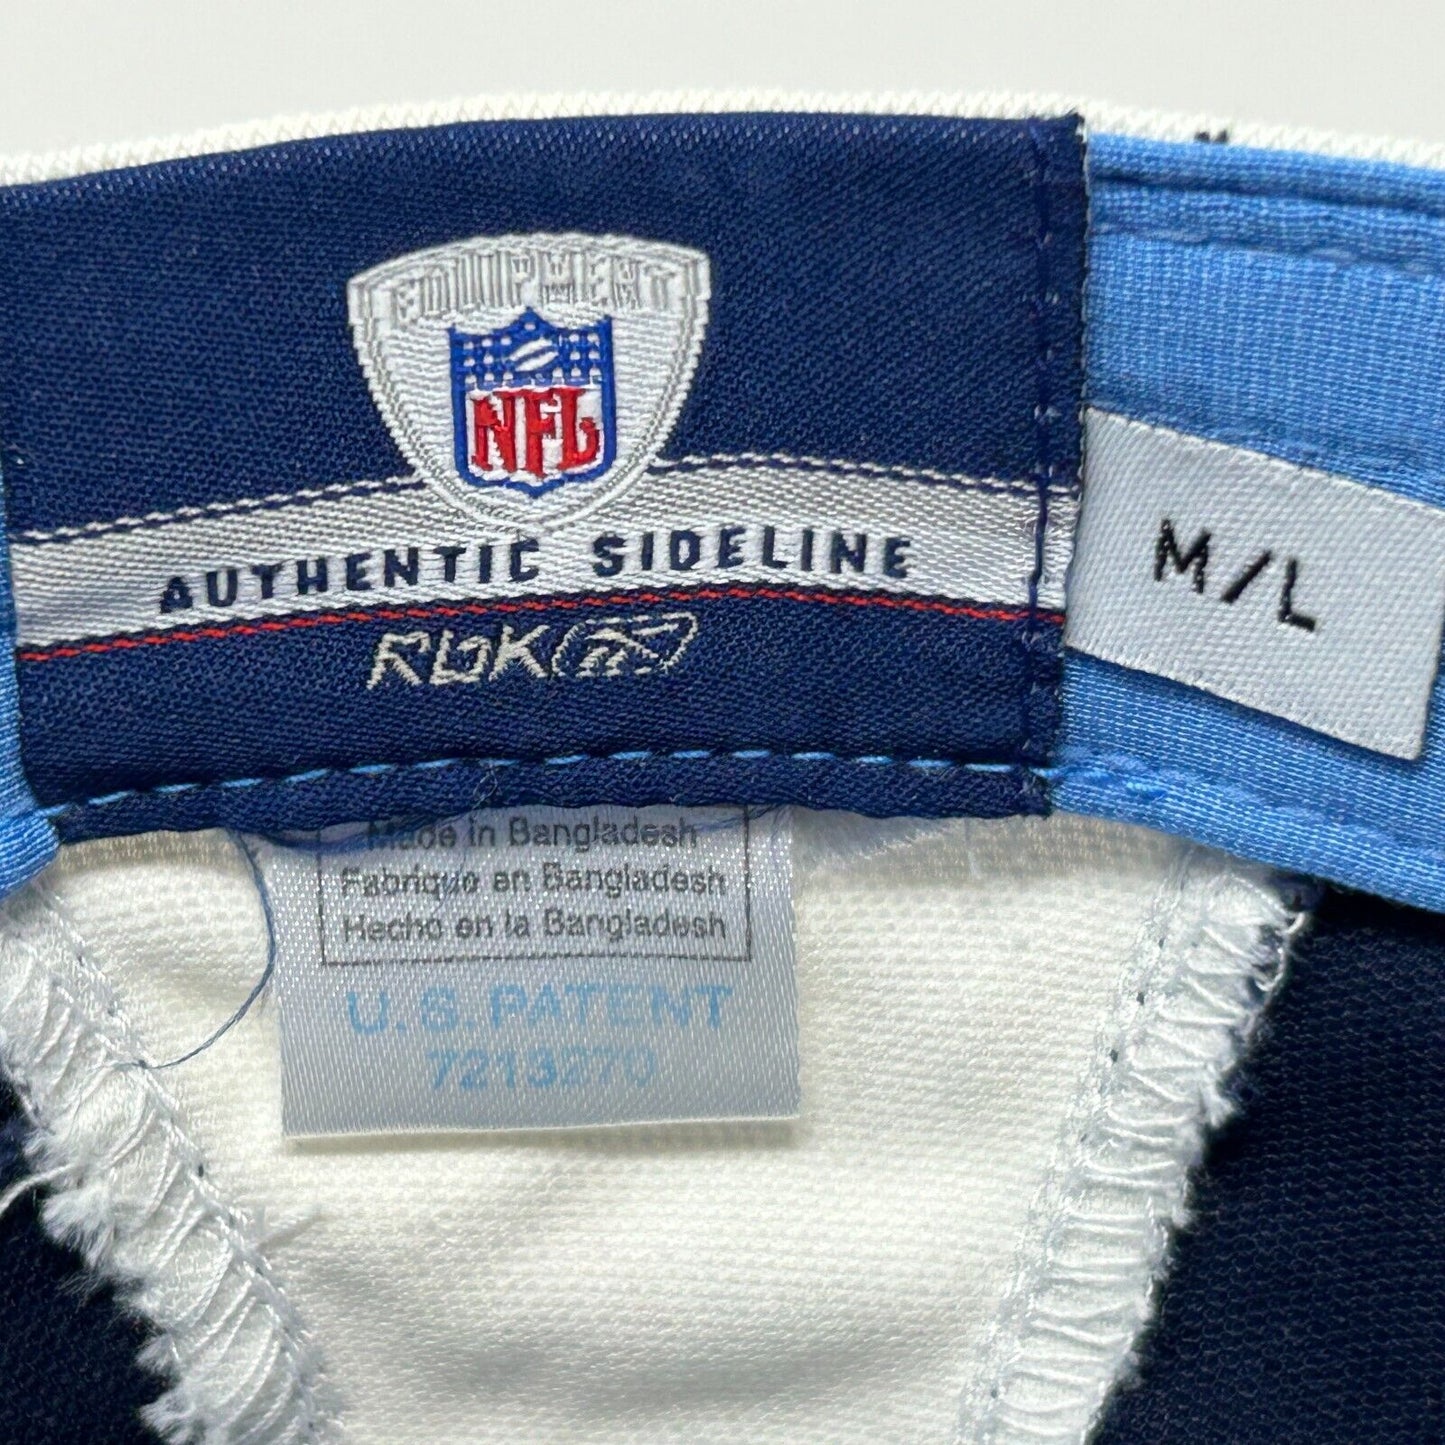 EQUIPMENT
NFL
AUTHENTIC SIDELINE
RBK
M/L
Made in Bangladesh
Fabrique en Bangladesh
Hecho en la Bangladesh
U.S. PATENT
7213270